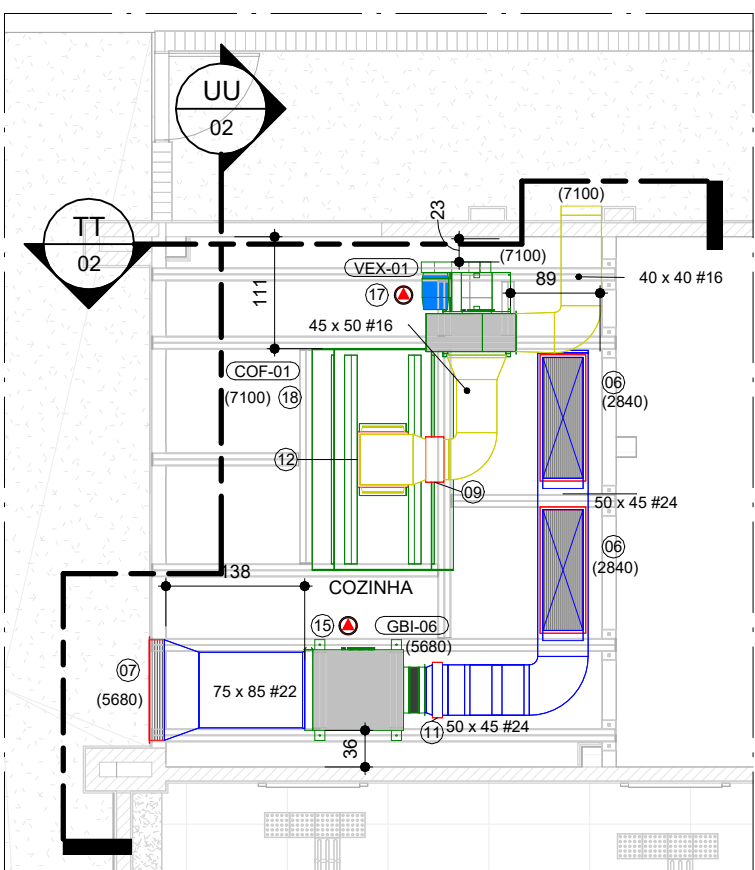 UU
02
TT
02
(7100)
23
(7100)
VEX-01
17
89
40 x 40 #16
111
45 x 50 #16
COF-01
(7100)
18
06
(2840)
12
09
50 x 45 #24
06
(2840)
138
COZINHA
15
GBI-06
(5680)
07
(5680)
75 x 85 #22
11
50 x 45 #24
36